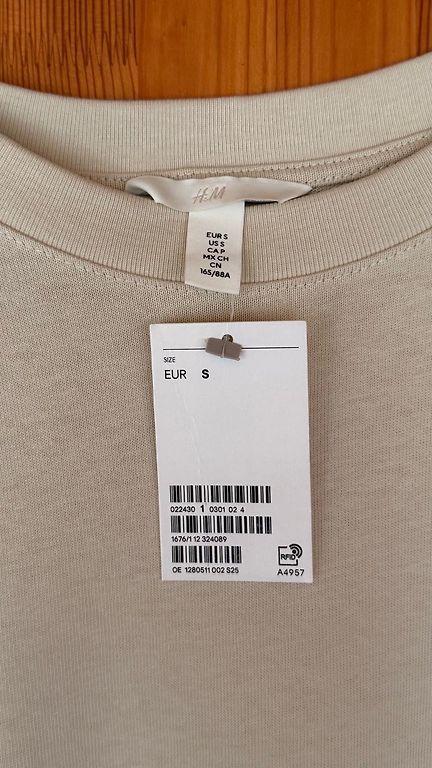 H&M
EUR S
US S
CA P
MX CH
CN
165/88A
SIZE
EUR S
022430 1 0301 02 4
1676/1 12 324089
RFID
OE 1280511 002 S25
A4957